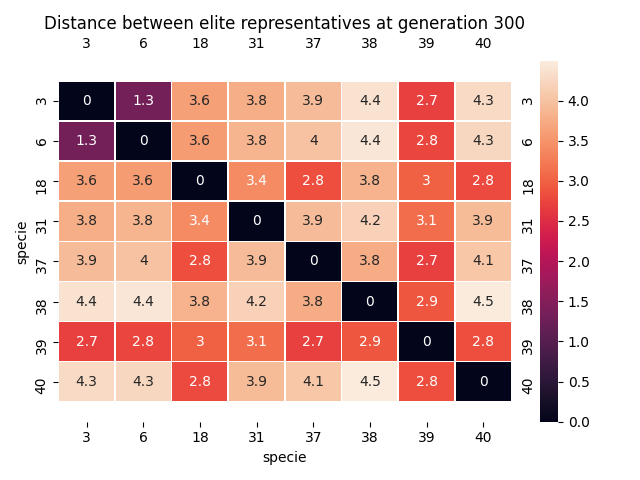 Distance between elite representatives at generation 300
3 6 18 31 37 38 39 40
3 0 1.3 3.6 3.8 3.9 4.4 2.7 4.3 3
6 1.3 0 3.6 3.8 4 4.4 2.8 4.3 6
18 3.6 3.6 0 3.4 2.8 3.8 3 2.8 18
31 3.8 3.8 3.4 0 3.9 4.2 3.1 3.9 31
37 3.9 4 2.8 3.9 0 3.8 2.7 4.1 37
38 4.4 4.4 3.8 4.2 3.8 0 2.9 4.5 38
39 2.7 2.8 3 3.1 2.7 2.9 0 2.8 39
40 4.3 4.3 2.8 3.9 4.1 4.5 2.8 0 40
3 6 18 31 37 38 39 40
specie
specie
4.0
3.5
3.0
2.5
2.0
1.5
1.0
0.5
0.0